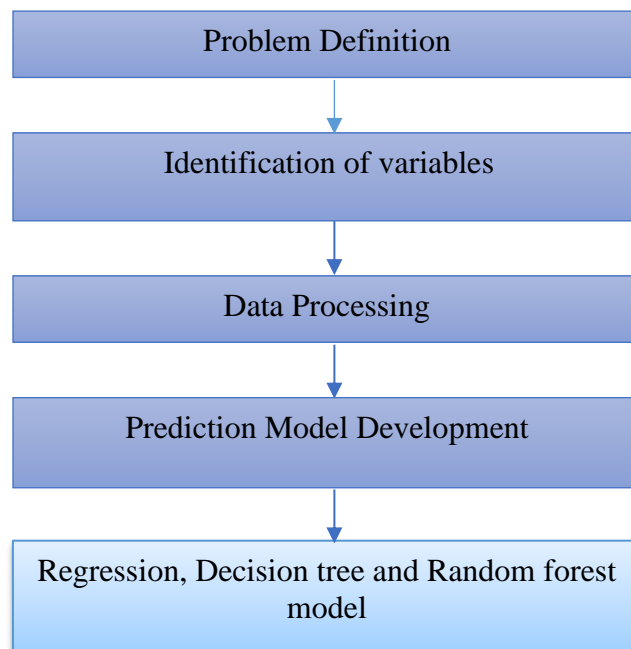 Problem Definition
Identification of variables
Data Processing
Prediction Model Development
Regression, Decision tree and Random forest
model